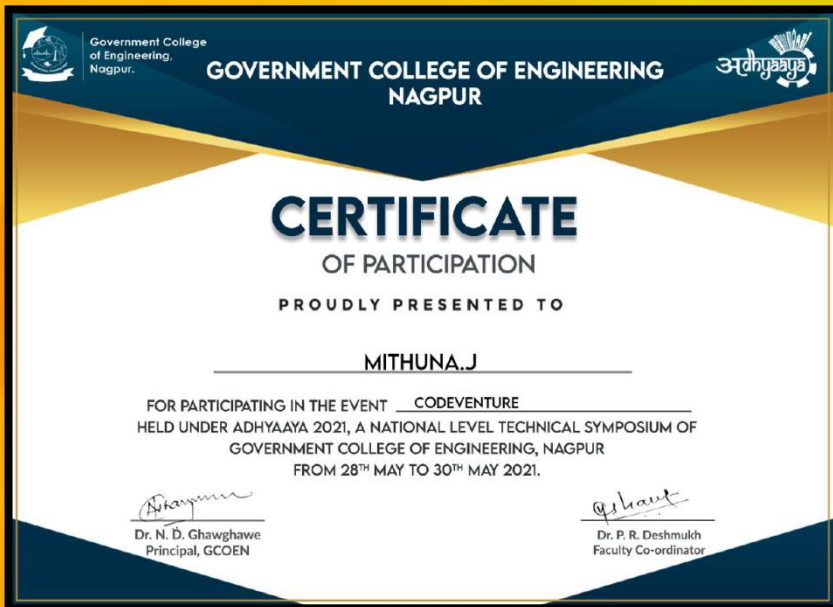 Government College
of Engineering,
Nagpur.
अध्याया
GOVERNMENT COLLEGE OF ENGINEERING
NAGPUR
CERTIFICATE
OF PARTICIPATION
PROUDLY PRESENTED TO
MITHUNA.J
FOR PARTICIPATING IN THE EVENT CODEVENTURE
HELD UNDER ADHYAAYA 2021, A NATIONAL LEVEL TECHNICAL SYMPOSIUM OF
GOVERNMENT COLLEGE OF ENGINEERING, NAGPUR
FROM 28TH MAY TO 30TH MAY 2021.
Dr. N. D. Ghawghawe
Principal, GCOEN
Dr. P. R. Deshmukh
Faculty Co-ordinator